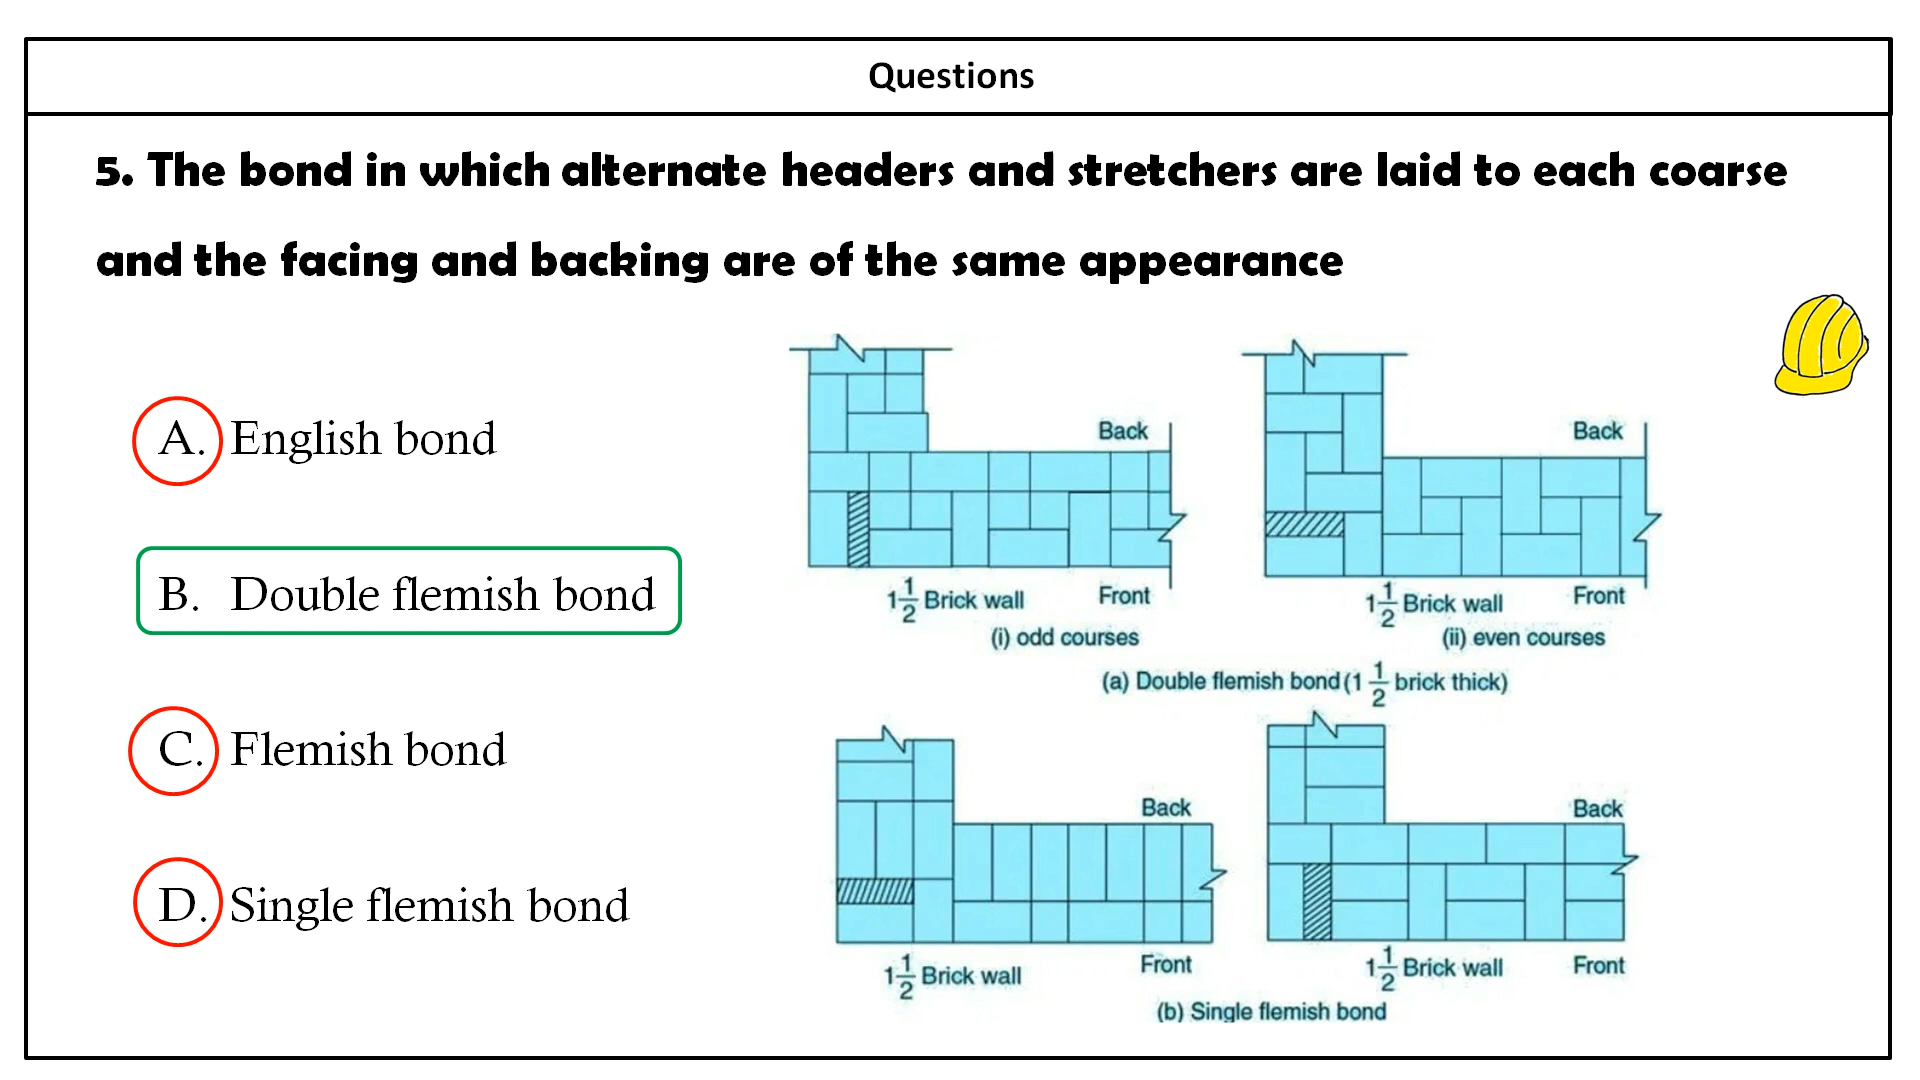 Questions
5. The bond in which alternate headers and stretchers are laid to each coarse
and the facing and backing are of the same appearance
A. English bond
B. Double flemish bond
C. Flemish bond
D. Single flemish bond
Back
Back
1 1/2 Brick wall
Front
(i) odd courses
1 1/2 Brick wall
Front
(ii) even courses
(a) Double flemish bond (1 1/2 brick thick)
Back
Back
1 1/2 Brick wall
Front
1 1/2 Brick wall
Front
(b) Single flemish bond